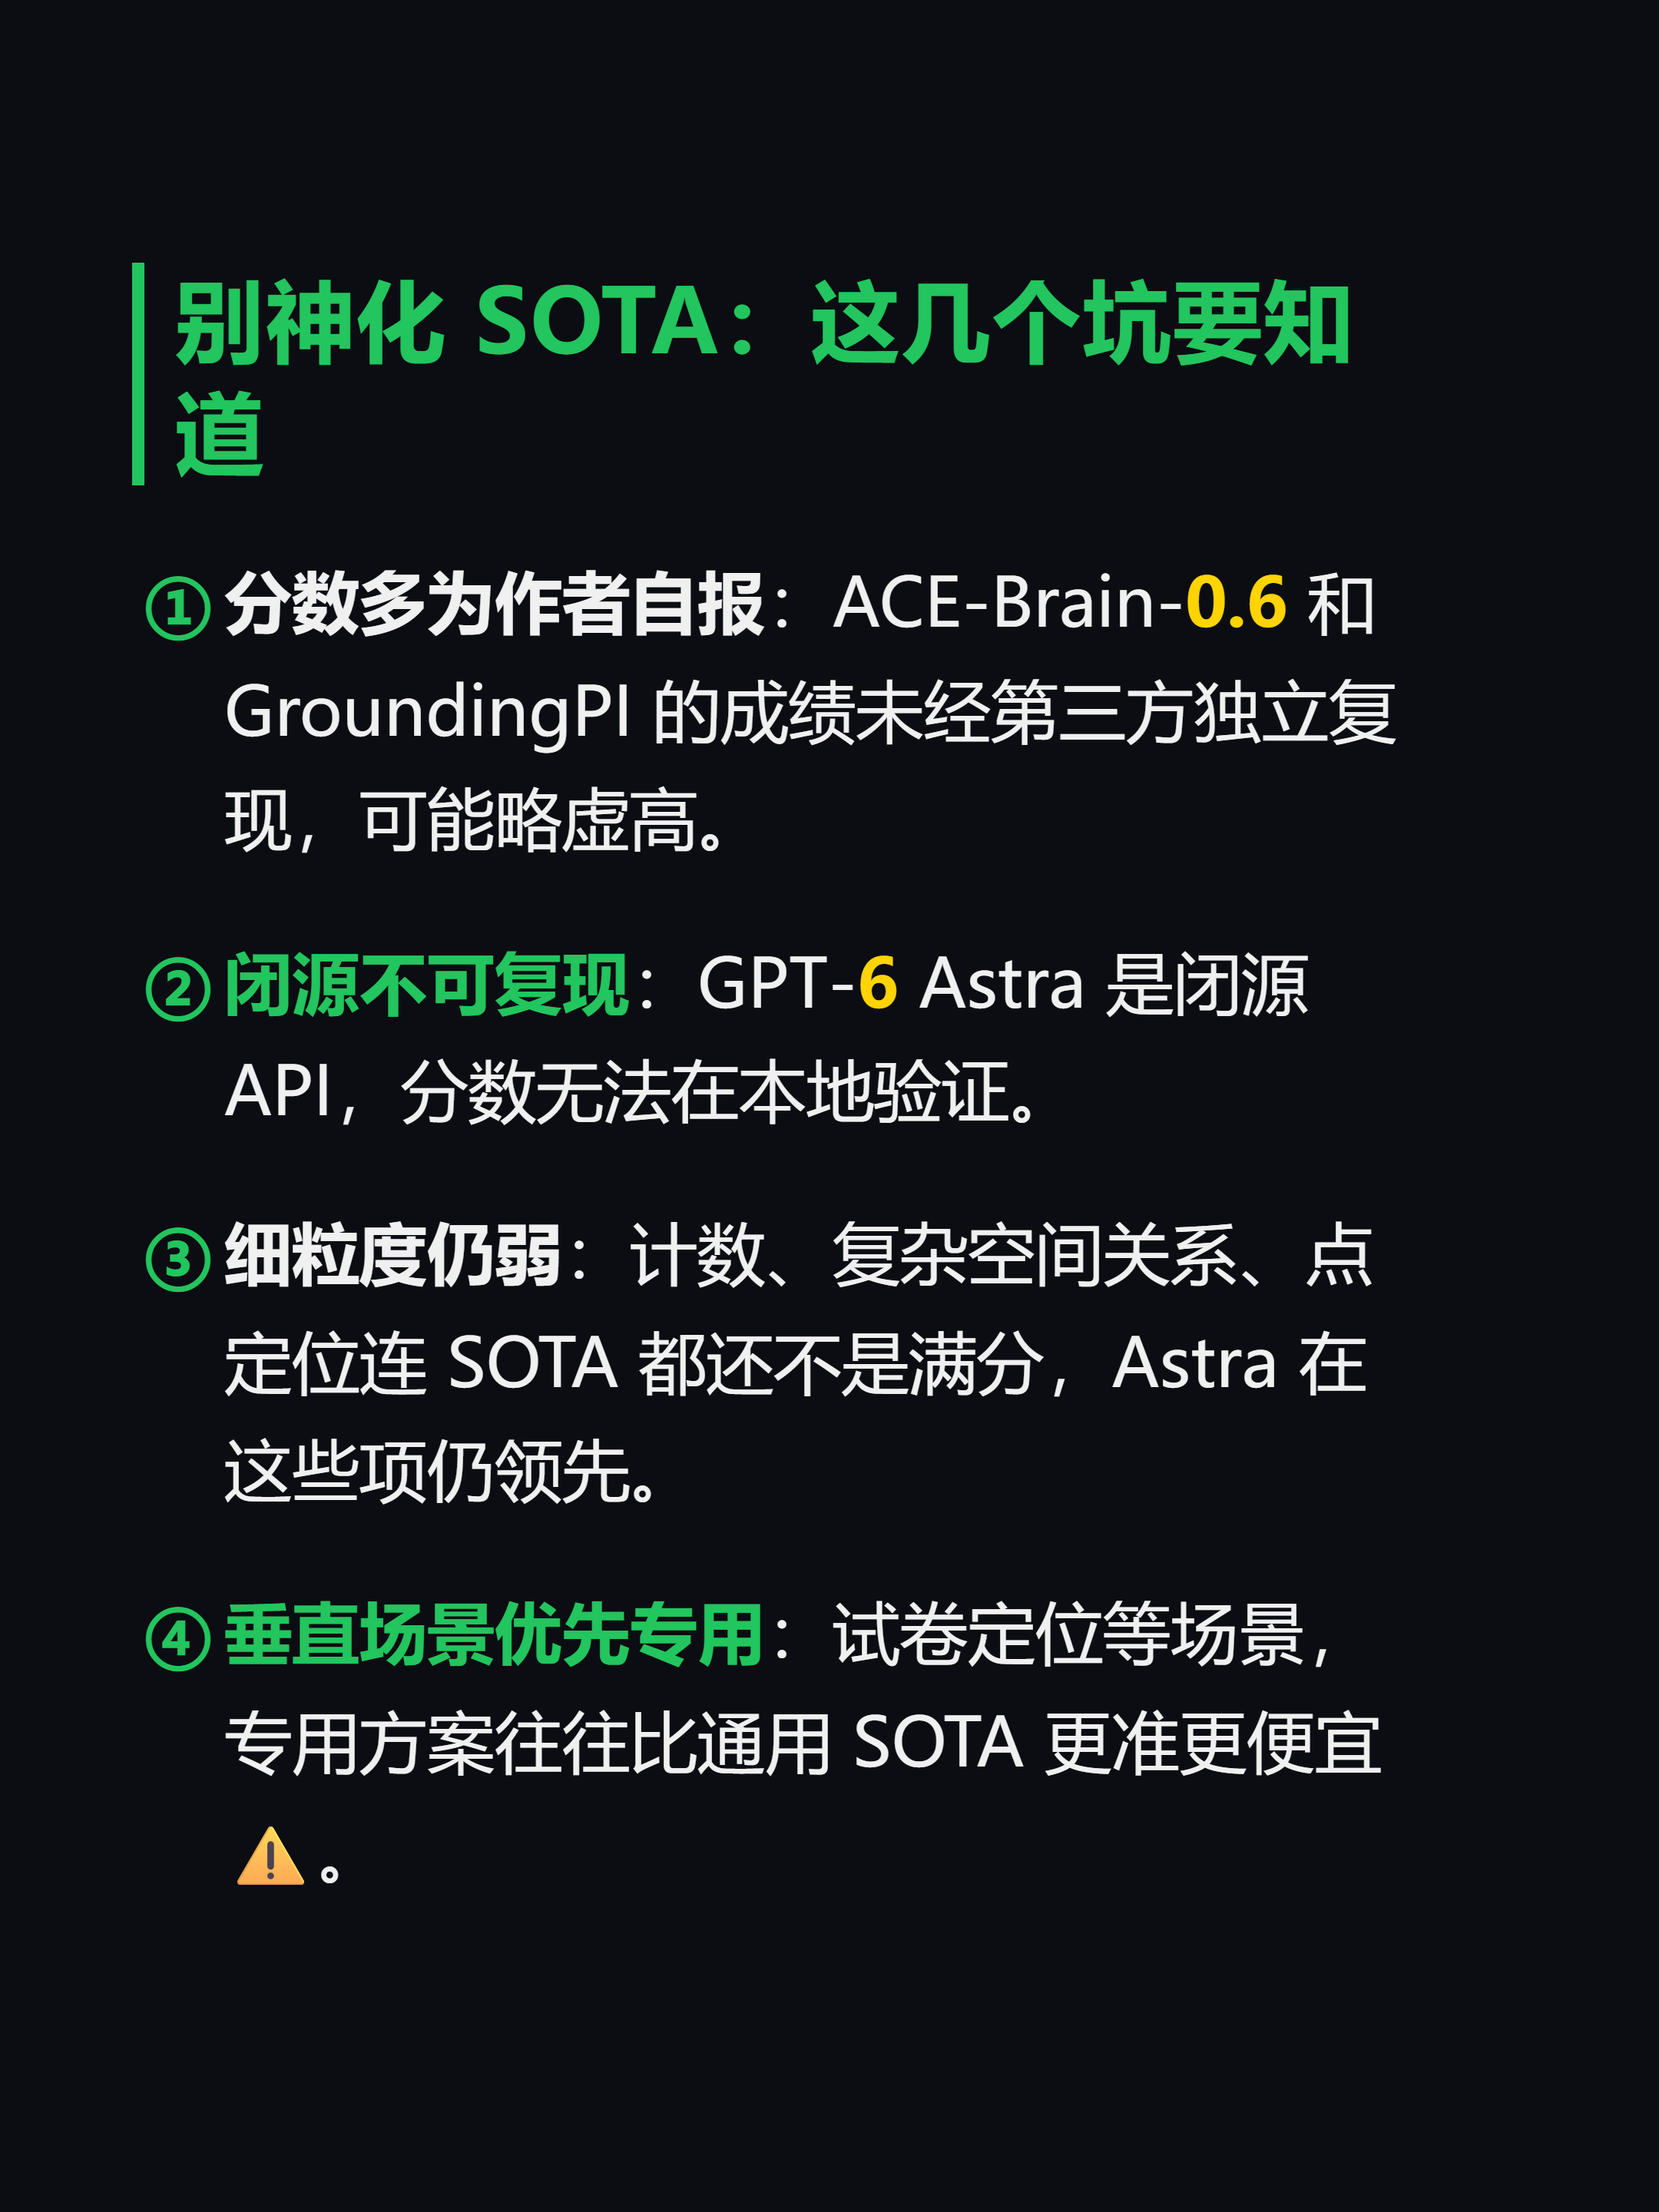 别神化 SOTA：这几个坑要知
道
① 分数多为作者自报：ACE-Brain-0.6 和
GroundingPI 的成绩未经第三方独立复
现，可能略虚高。
② 闭源不可复现：GPT-6 Astra 是闭源
API，分数无法在本地验证。
③ 细粒度仍弱：计数、复杂空间关系、点
定位连 SOTA 都还不是满分，Astra 在
这些项仍领先。
④ 垂直场景优先专用：试卷定位等场景，
专用方案往往比通用 SOTA 更准更便宜
⚠️。